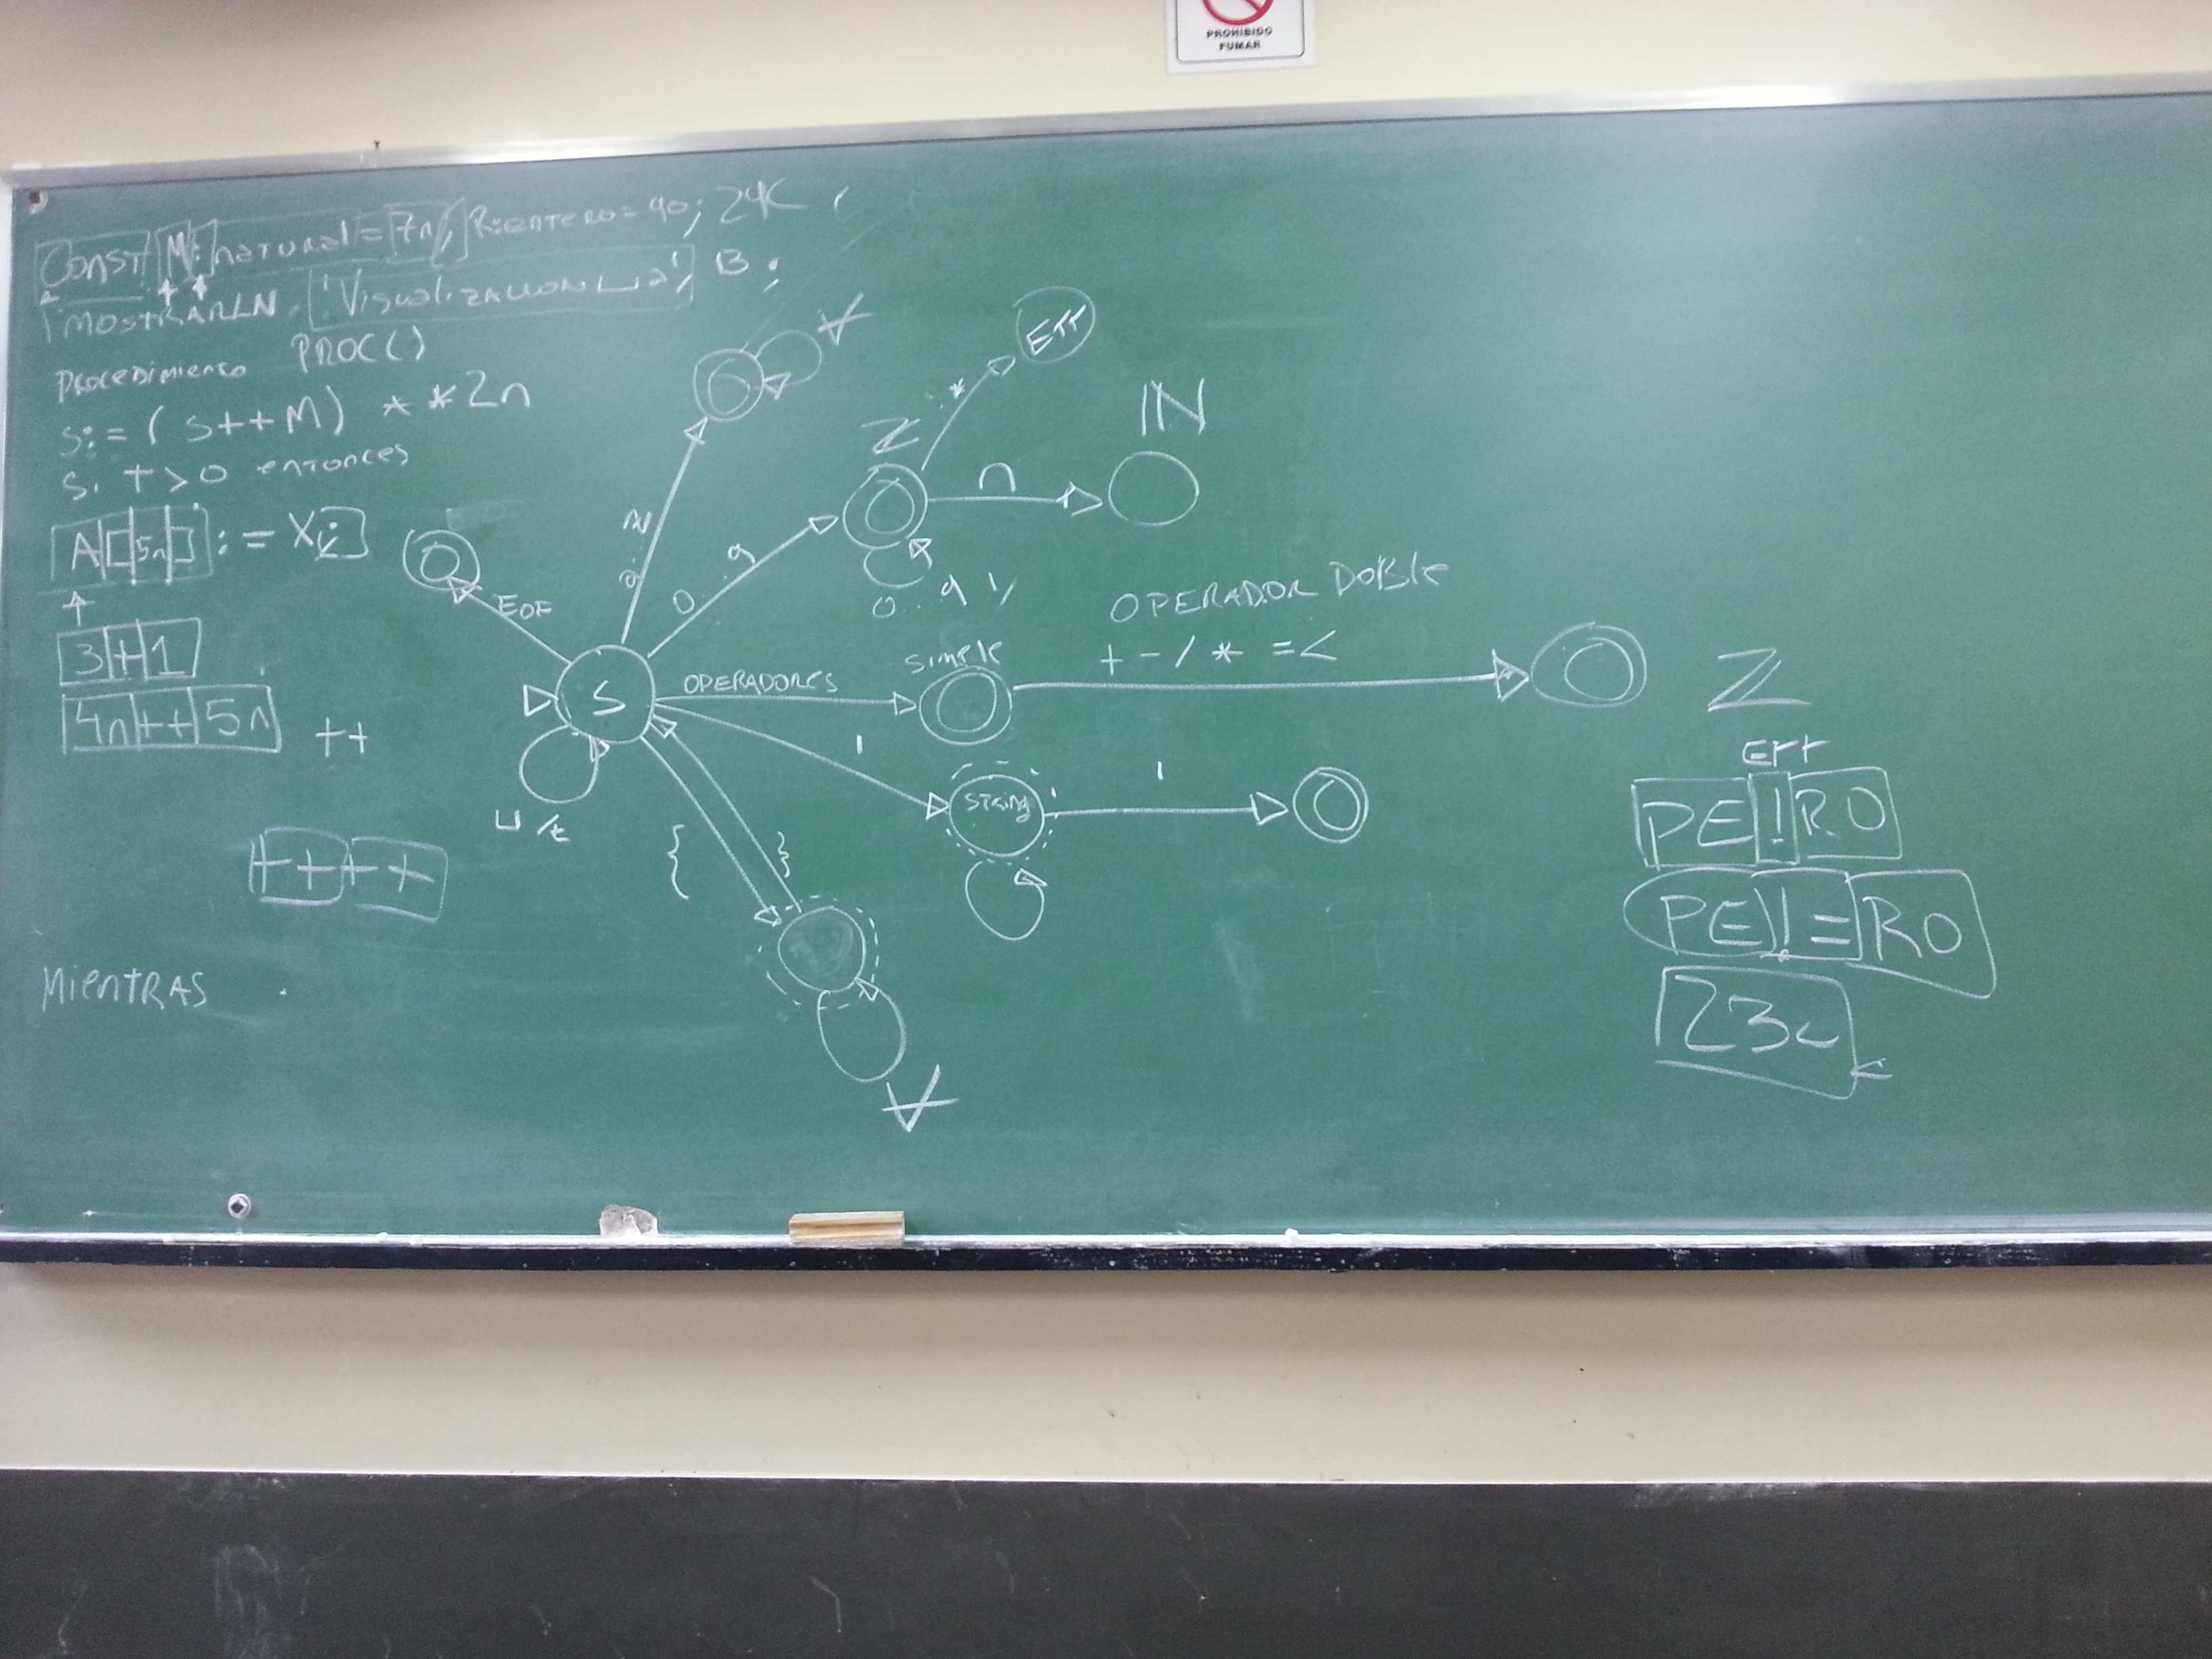 PROHIBIDO
FUMAR
CONST M: natural = 7n, R:entero = 90; 24K (
MOSTRARLN 'Visualizacion␣a', B ;
Procedimiento PROC()
S:= ( S++M) **2n
Si T>0 entonces
A[5n] := X
3+1
4n++5n
++
++++
Mientras
EOF
S
␣ /t
a..z
∀
0..9
Z
0..9
*
Err
n
IN
OPERADORES
simple
OPERADOR DOBLE
+ - / * = <
Z
'
String
'
{
}
∀
Err
PE!RO
PE!=RO
23c